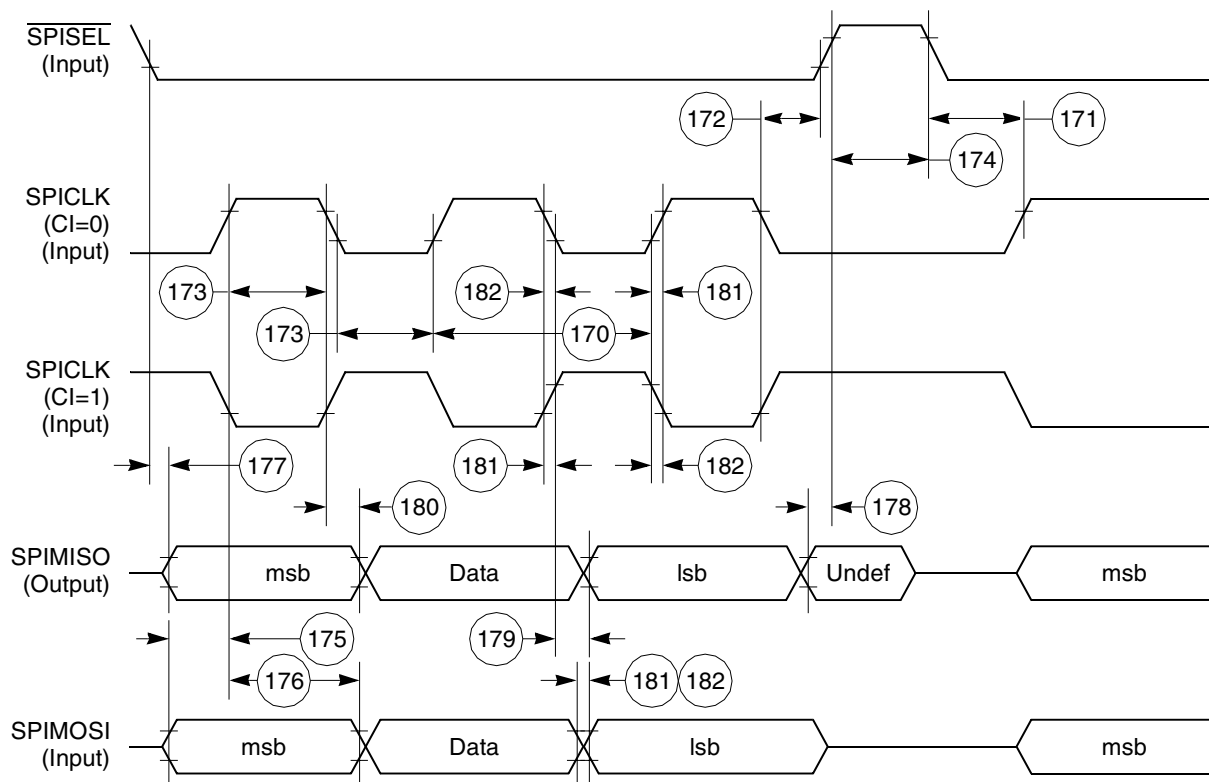 SPISEL
(Input)
172
171
174
SPICLK
(CI=0)
(Input)
173
182
181
173
170
SPICLK
(CI=1)
(Input)
177
181
182
180
178
SPIMISO
(Output)
msb
Data
lsb
Undef
msb
175
179
176
181
182
SPIMOSI
(Input)
msb
Data
lsb
msb